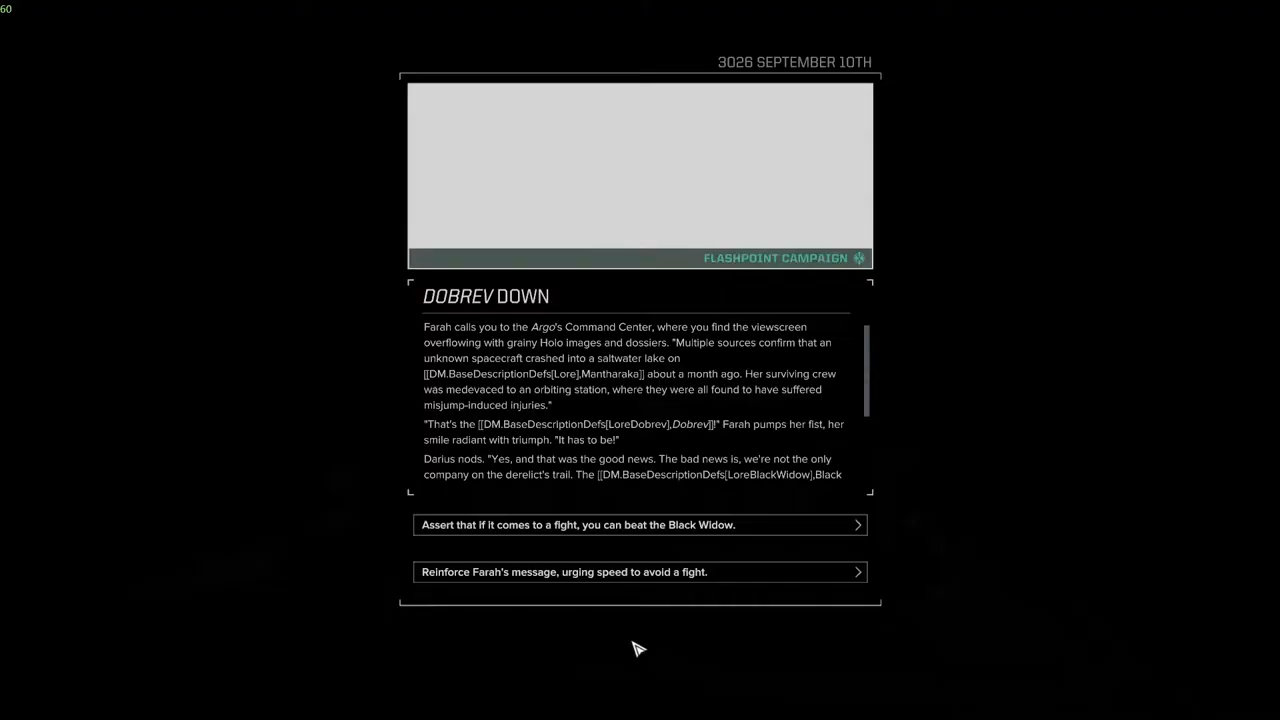 60
3026 SEPTEMBER 10TH
FLASHPOINT CAMPAIGN
DOBREV DOWN
Farah calls you to the Argo's Command Center, where you find the viewscreen
overflowing with grainy Holo images and dossiers. "Multiple sources confirm that an
unknown spacecraft crashed into a saltwater lake on
[[DM.BaseDescriptionDefs[Lore],Mantharaka]] about a month ago. Her surviving crew
was medevaced to an orbiting station, where they were all found to have suffered
misjump-induced injuries."
"That's the [[DM.BaseDescriptionDefs[LoreDobrev],Dobrev]]!" Farah pumps her fist, her
smile radiant with triumph. "It has to be!"
Darius nods. "Yes, and that was the good news. The bad news is, we're not the only
company on the derelict's trail. The [[DM.BaseDescriptionDefs[LoreBlackWidow],Black
Assert that if it comes to a fight, you can beat the Black Widow.
Reinforce Farah's message, urging speed to avoid a fight.